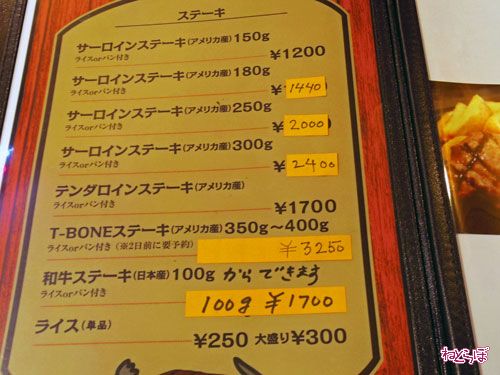 ステーキ
サーロインステーキ(アメリカ産)150g
ライスorパン付き
¥1200
サーロインステーキ(アメリカ産)180g
ライスorパン付き
¥1440
サーロインステーキ(アメリカ産)250g
ライスorパン付き
¥2000
サーロインステーキ(アメリカ産)300g
ライスorパン付き
¥2400
テンダロインステーキ(アメリカ産)
ライスorパン付き
¥1700
T-BONEステーキ(アメリカ産)350g〜400g
ライスorパン付き(※2日前に要予約)
¥3250
和牛ステーキ(日本産)100gからできます
ライスorパン付き
100g ¥1700
ライス(単品)
¥250 大盛り¥300
ねとらぼ